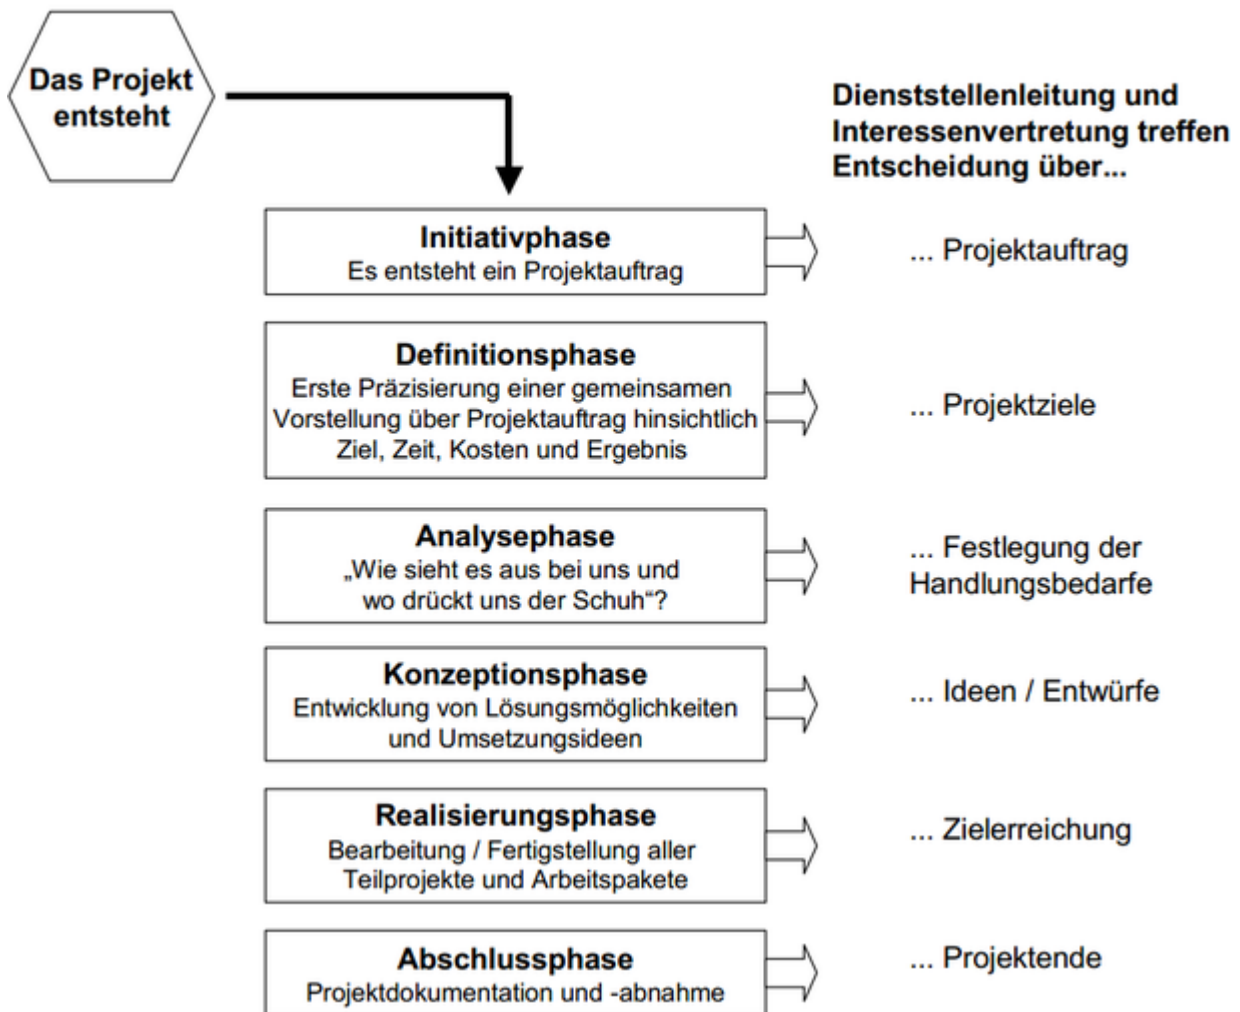 Das Projekt
entsteht
Dienststellenleitung und
Interessenvertretung treffen
Entscheidung über...
Initiativphase
Es entsteht ein Projektauftrag
... Projektauftrag
Definitionsphase
Erste Präzisierung einer gemeinsamen
Vorstellung über Projektauftrag hinsichtlich
Ziel, Zeit, Kosten und Ergebnis
... Projektziele
Analysephase
„Wie sieht es aus bei uns und
wo drückt uns der Schuh“?
... Festlegung der
Handlungsbedarfe
Konzeptionsphase
Entwicklung von Lösungsmöglichkeiten
und Umsetzungsideen
... Ideen / Entwürfe
Realisierungsphase
Bearbeitung / Fertigstellung aller
Teilprojekte und Arbeitspakete
... Zielerreichung
Abschlussphase
Projektdokumentation und -abnahme
... Projektende